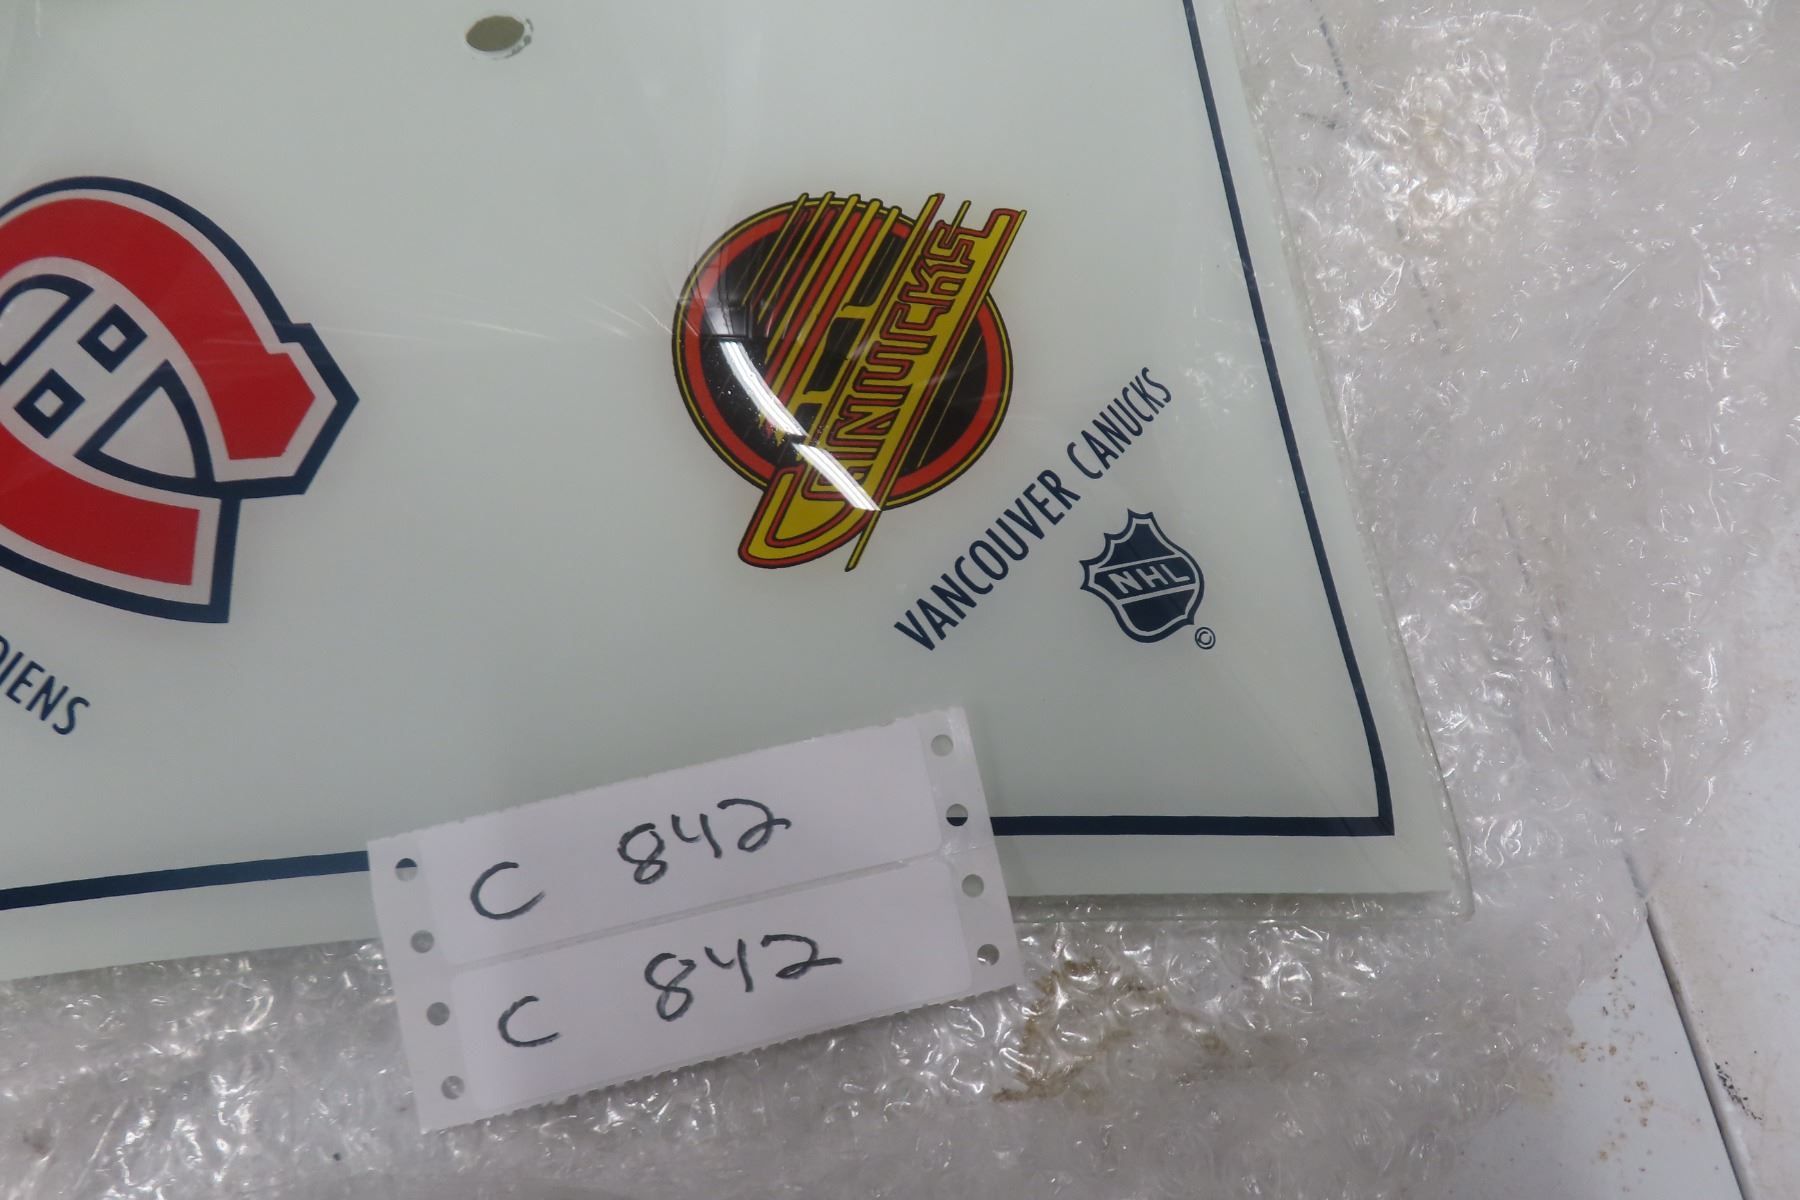 CANUCKS
VANCOUVER CANUCKS
NHL
©
DIENS
C 842
C 842